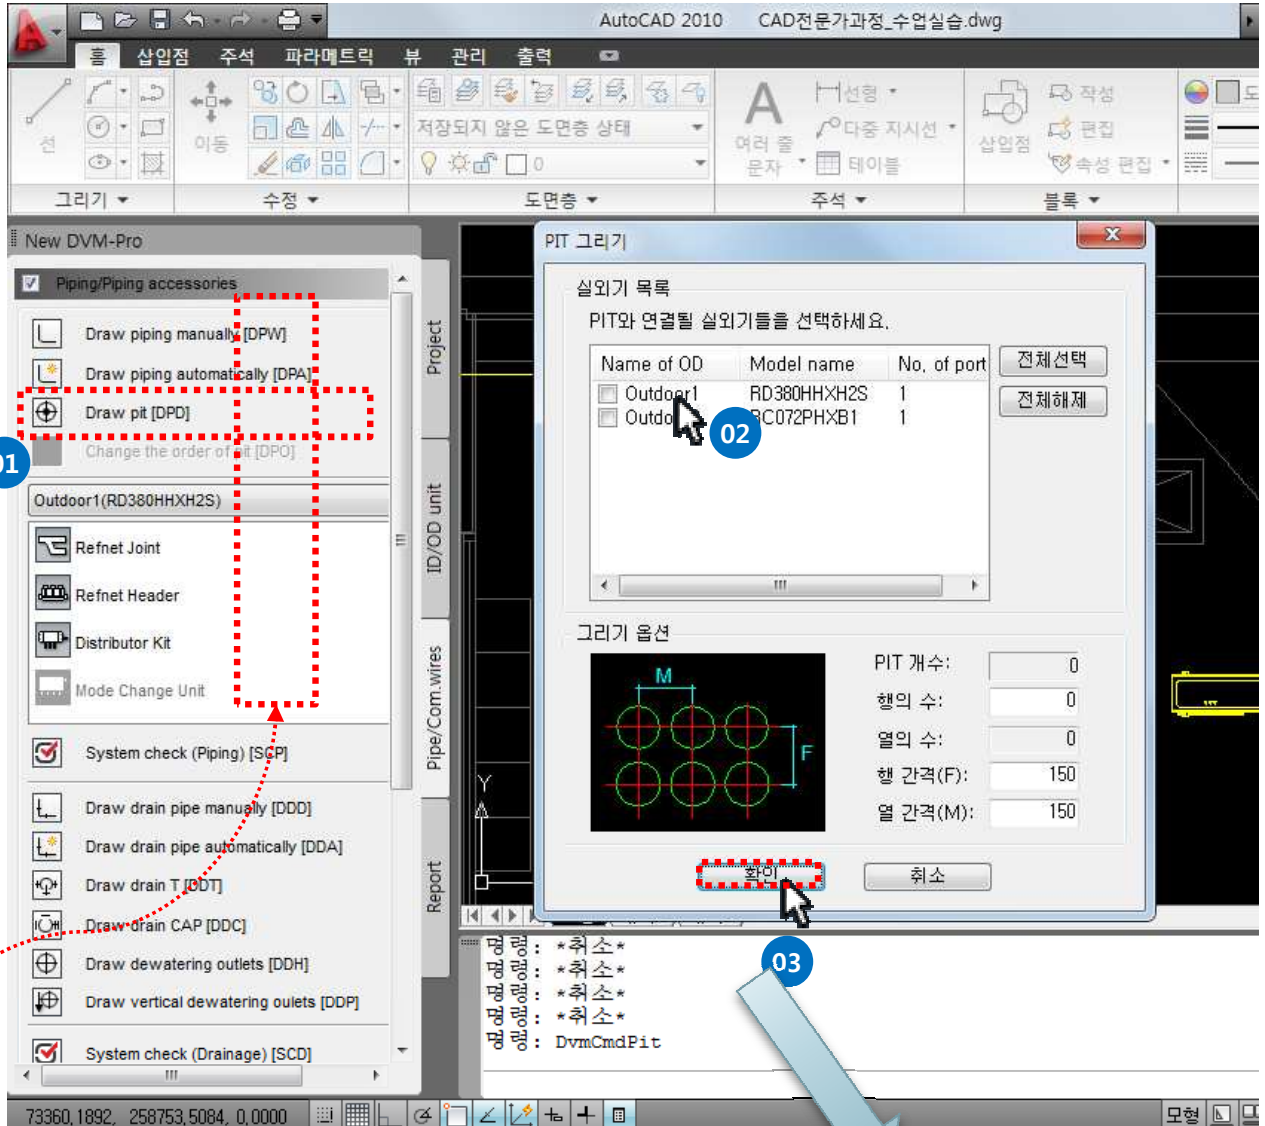 AutoCAD 2010 CAD전문가과정_수업실습.dwg
홈 삽입점 주석 파라메트릭 뷰 관리 출력
선
이동
저장되지 않은 도면층 상태
0
A
여러 줄
문자
선형
다중 지시선
테이블
삽입점
작성
편집
속성 편집
도
그리기 수정 도면층 주석 블록
New DVM-Pro
Piping/Piping accessories
Draw piping manually [DPW]
Draw piping automatically [DPA]
Draw pit [DPD]
01
Change the order of pit [DPO]
Outdoor1(RD380HHXH2S)
Refnet Joint
Refnet Header
Distributor Kit
Mode Change Unit
System check (Piping) [SCP]
Draw drain pipe manually [DDD]
Draw drain pipe automatically [DDA]
Draw drain T [DDT]
Draw drain CAP [DDC]
Draw dewatering outlets [DDH]
Draw vertical dewatering oulets [DDP]
System check (Drainage) [SCD]
Project
ID/OD unit
Pipe/Com.wires
Report
Y
PIT 그리기
실외기 목록
PIT와 연결될 실외기들을 선택하세요.
Name of OD Model name No, of port
Outdoor1 RD380HHXH2S 1
Outdo RC072PHXB1 1
02
전체선택
전체해제
그리기 옵션
M
F
PIT 개수: 0
행의 수: 0
열의 수: 0
행 간격(F): 150
열 간격(M): 150
확인 취소
03
명령: *취소*
명령: *취소*
명령: *취소*
명령: *취소*
명령: DvmCmdPit
73360,1892, 258753,5084, 0,0000
모형